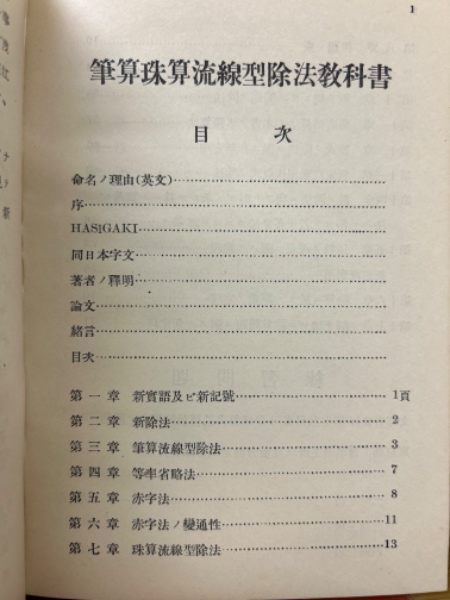 1
筆算珠算流線型除法敎科書
目 次
命名ノ理由(英文)
序
HASIGAKI
同日本字文
著者ノ釋明
論文
緒言
目次
第一章 新實語及ビ新記號 1頁
第二章 新除法 2
第三章 筆算流線型除法 3
第四章 等率省略法 7
第五章 赤字法 8
第六章 赤字法ノ變通性 11
第七章 珠算流線型除法 13